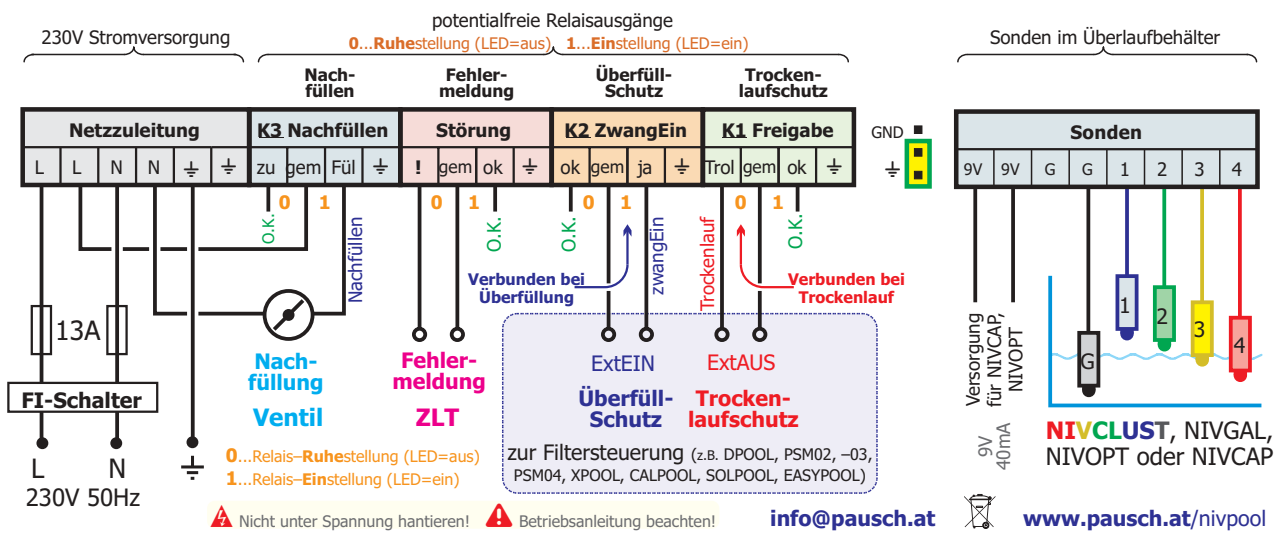 potentialfreie Relaisausgänge
230V Stromversorgung
0...Ruhestellung (LED=aus) 1...Einstellung (LED=ein)
Sonden im Überlaufbehälter
Nach-
füllen
Fehler-
meldung
Überfüll
Schutz
Trocken-
laufschutz
Netzzuleitung
K3 Nachfüllen
Störung
K2 ZwangEin
K1 Freigabe
GND
Sonden
L L N N ⏚ ⏚
zu gem Fül ⏚
! gem ok ⏚
ok gem ja ⏚
Trol gem ok ⏚
⏚
9V 9V G G 1 2 3 4
0 1
0 1
0 1
0 1
O.K.
Nachfüllen
O.K.
O.K.
zwangEin
Trockenlauf
O.K.
Verbunden bei
Überfüllung
Verbunden bei
Trockenlauf
13A
FI-Schalter
L N
230V 50Hz
Nach-
füllung
Ventil
Fehler-
meldung
ZLT
ExtEIN
Überfüll-
Schutz
ExtAUS
Trocken-
laufschutz
zur Filtersteuerung (z.B. DPOOL, PSM02, –03,
PSM04, XPOOL, CALPOOL, SOLPOOL, EASYPOOL)
0...Relais–Ruhestellung (LED=aus)
1...Relais–Einstellung (LED=ein)
Versorgung
für NIVCAP,
NIVOPT
9V
40mA
G
1
2
3
4
NIVCLUST, NIVGAL,
NIVOPT oder NIVCAP
Nicht unter Spannung hantieren!
Betriebsanleitung beachten!
info@pausch.at
www.pausch.at/nivpool